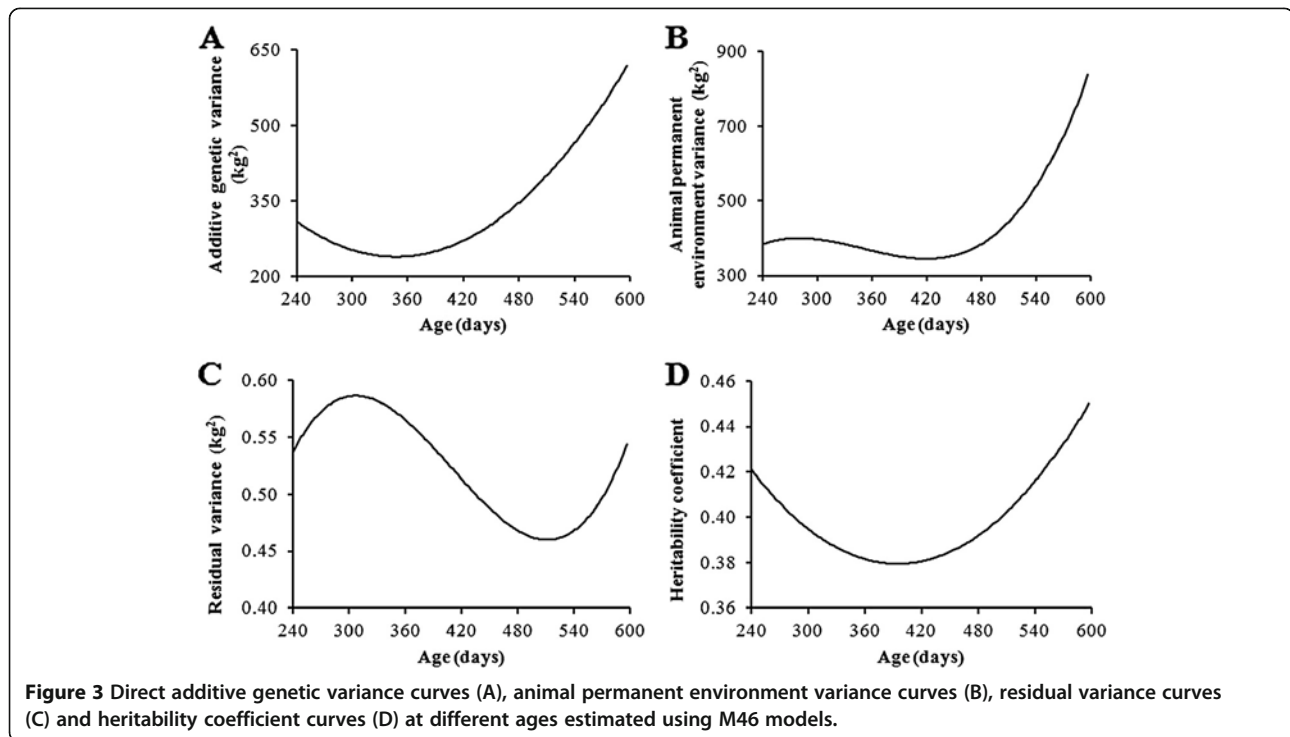 A
Additive genetic variance
(kg²)
650
500
350
200
240 300 360 420 480 540 600
Age (days)
B
Animal permanent
environment variance (kg²)
900
700
500
300
240 300 360 420 480 540 600
Age (days)
C
Residual variance (kg²)
0.60
0.55
0.50
0.45
0.40
240 300 360 420 480 540 600
Age (days)
D
Heritability coefficient
0.46
0.44
0.42
0.40
0.38
0.36
240 300 360 420 480 540 600
Age (days)
Figure 3 Direct additive genetic variance curves (A), animal permanent environment variance curves (B), residual variance curves
(C) and heritability coefficient curves (D) at different ages estimated using M46 models.